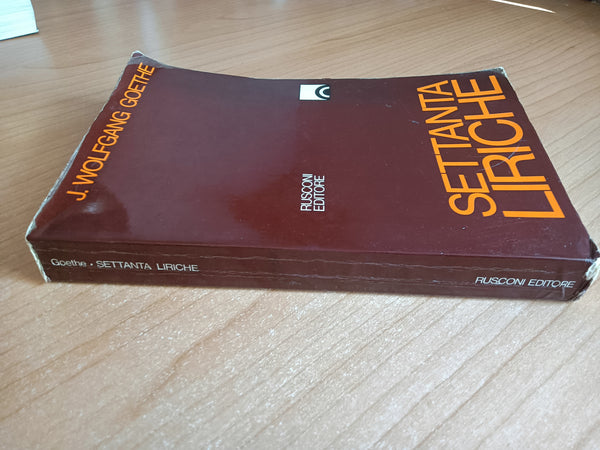 J. WOLFGANG GOETHE
SETTANTA
LIRICHE
RUSCONI
EDITORE
Goethe • SETTANTA LIRICHE
RUSCONI EDITORE